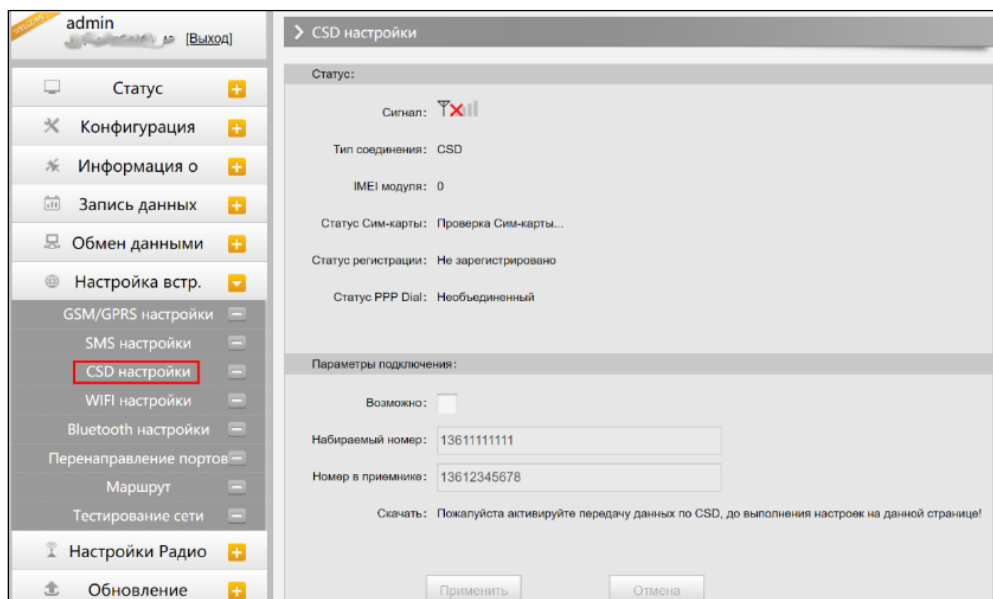 WELCOME
admin
[Выход]
Статус
Конфигурация
Информация о
Запись данных
Обмен данными
Настройка встр.
GSM/GPRS настройки
SMS настройки
CSD настройки
WIFI настройки
Bluetooth настройки
Перенаправление портов
Маршрут
Тестирование сети
Настройки Радио
Обновление
CSD настройки
Статус:
Сигнал:
Тип соединения: CSD
IMEI модуля: 0
Статус Сим-карты: Проверка Сим-карты...
Статус регистрации: Не зарегистрировано
Статус PPP Dial: Необъединенный
Параметры подключения:
Возможно:
Набираемый номер: 13611111111
Номер в приемнике: 13612345678
Скачать: Пожалуйста активируйте передачу данных по CSD, до выполнения настроек на данной странице!
Применить Отмена